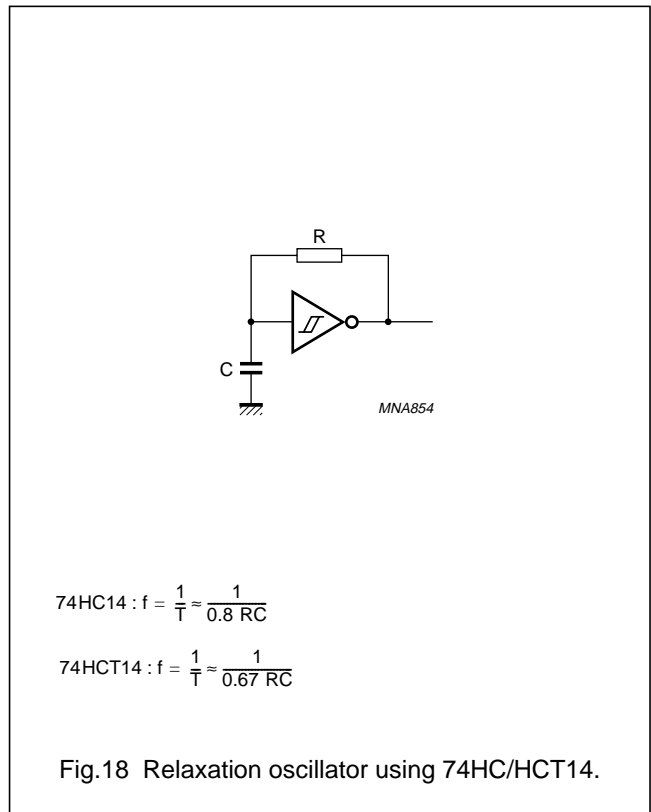 R
C
MNA854
74HC14 : f = 1/T ≈ 1/0.8 RC
74HCT14 : f = 1/T ≈ 1/0.67 RC
Fig.18 Relaxation oscillator using 74HC/HCT14.